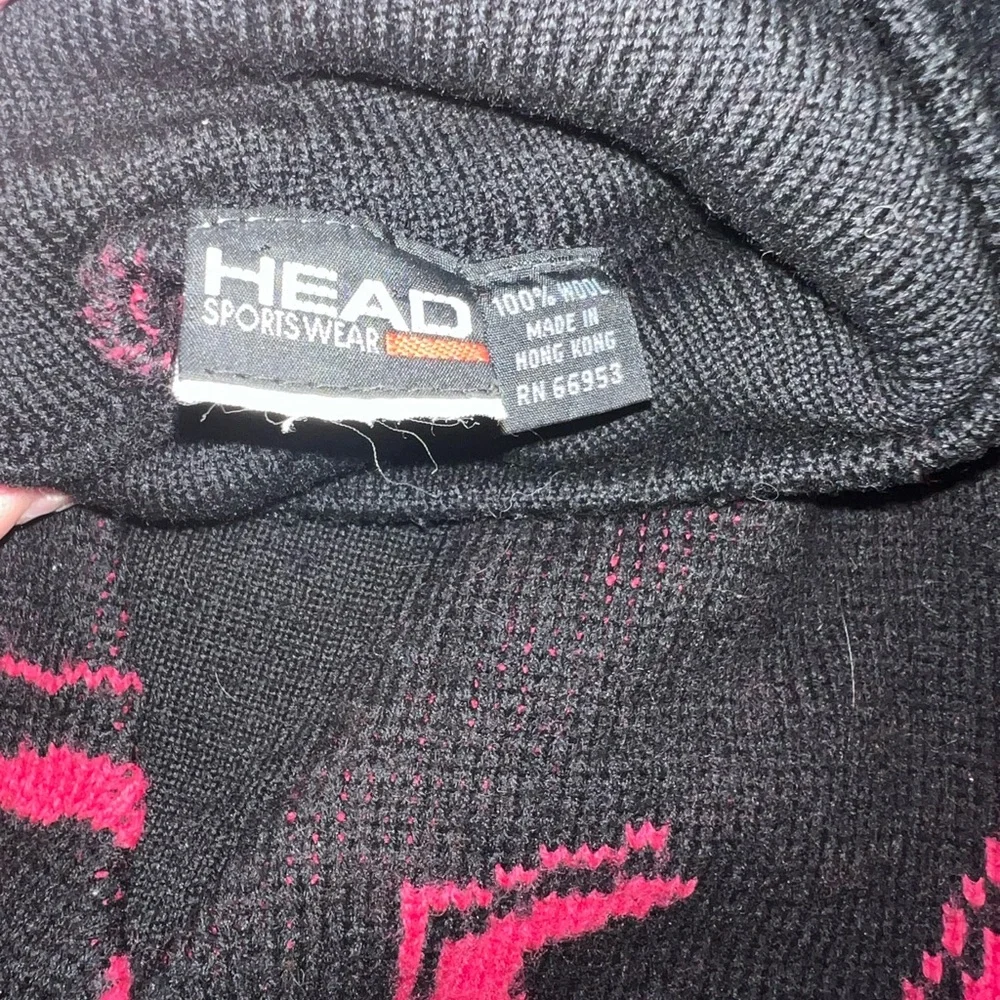 HEAD
SPORTSWEAR
100% WOOL
MADE IN
HONG KONG
RN 66953